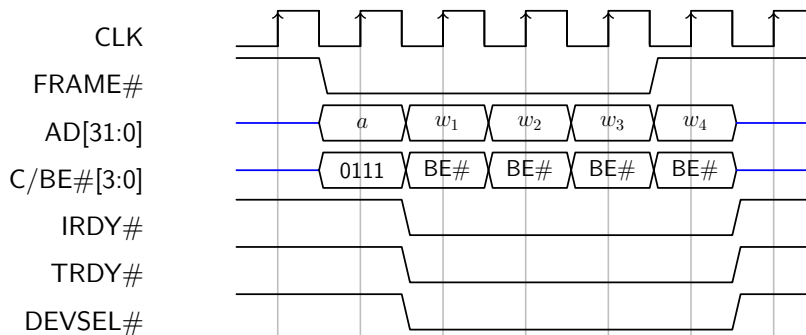 CLK
FRAME#
AD[31:0] a w₁ w₂ w₃ w₄
C/BE#[3:0] 0111 BE# BE# BE# BE#
IRDY#
TRDY#
DEVSEL#